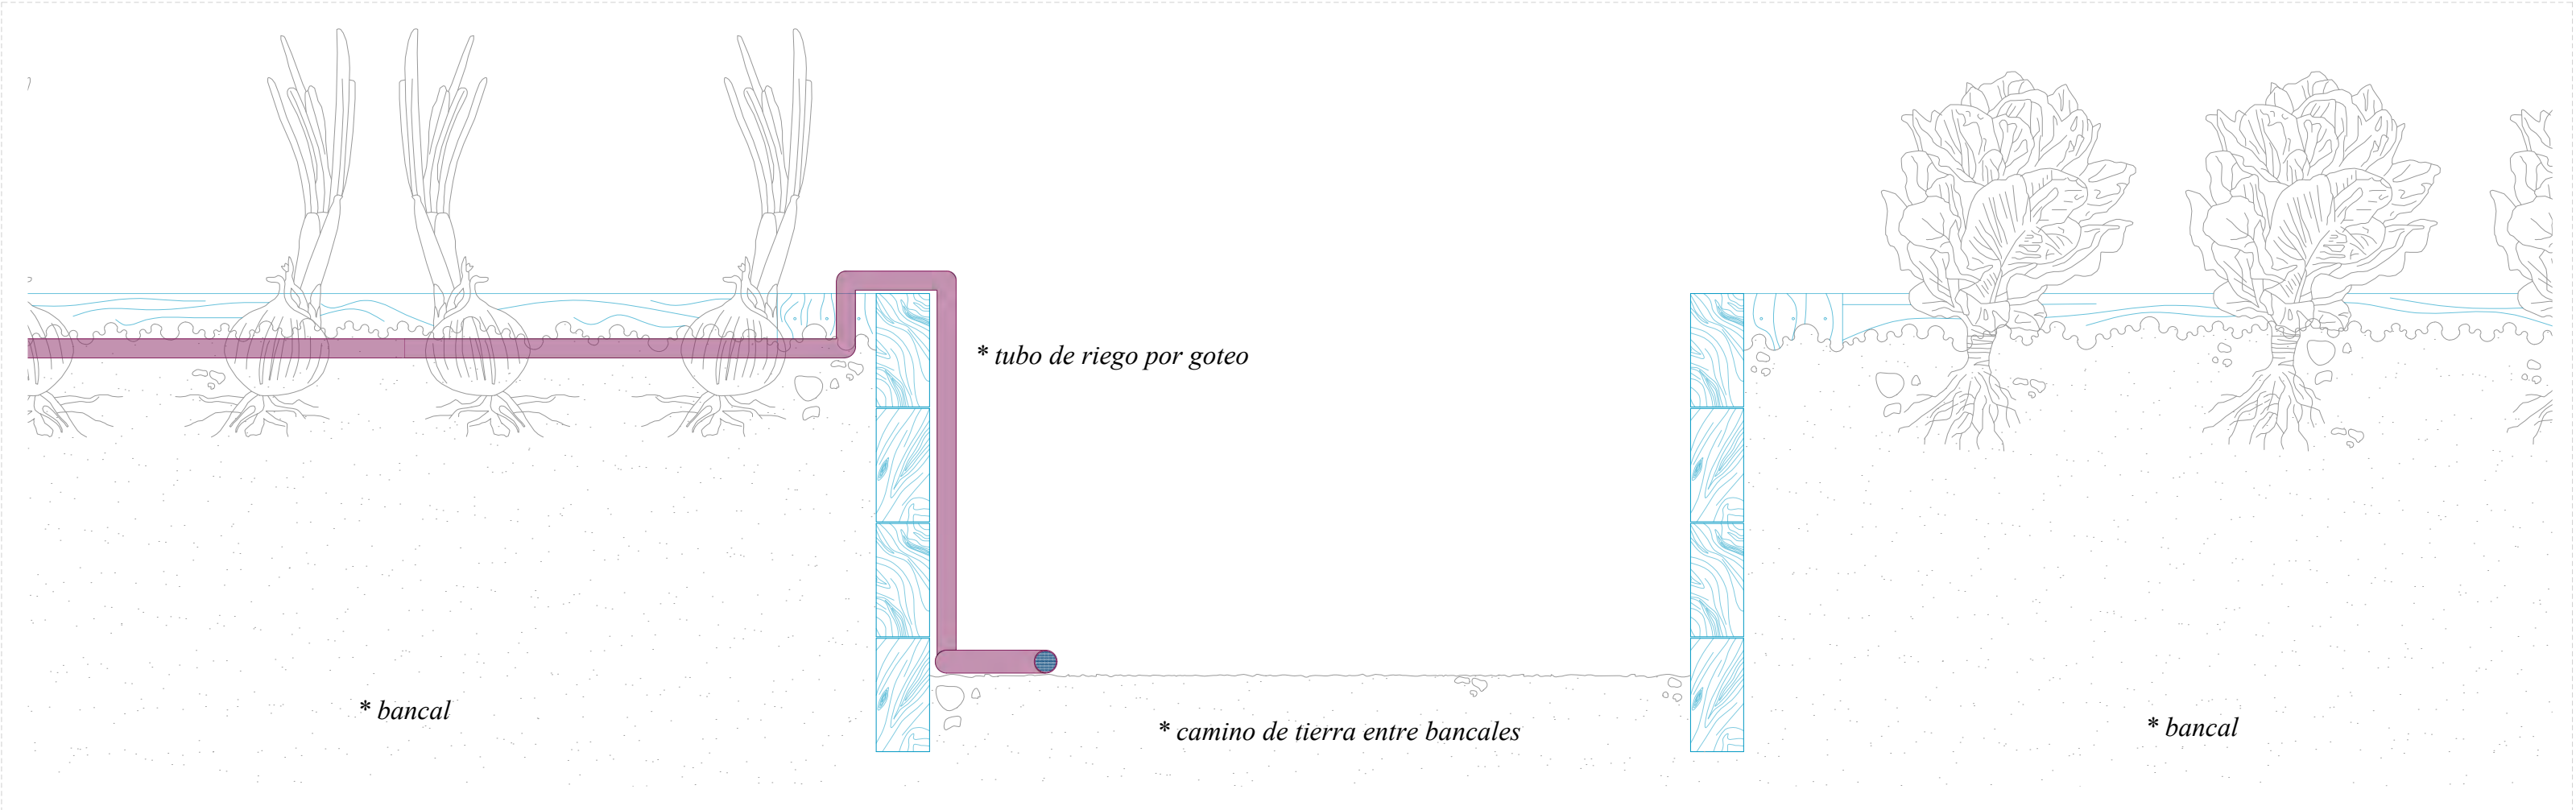 * tubo de riego por goteo
* bancal
* camino de tierra entre bancales
* bancal